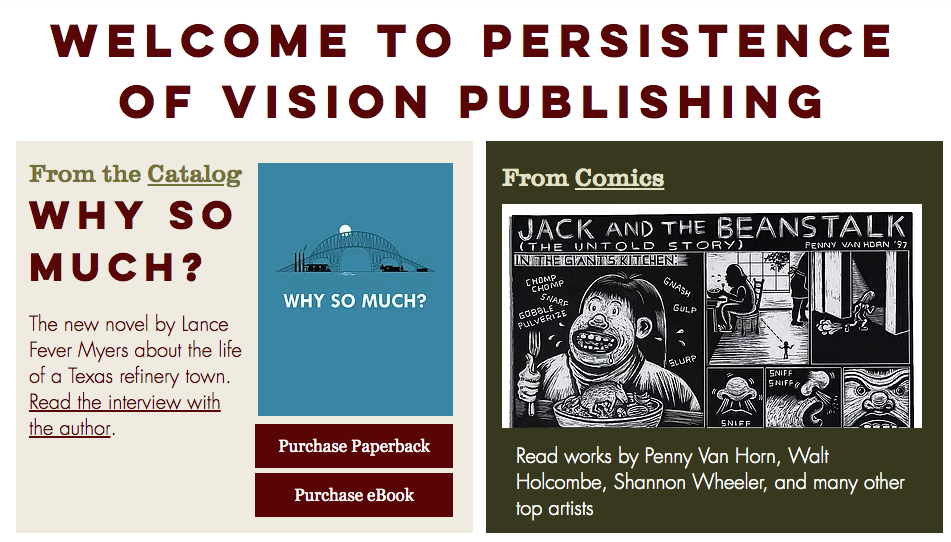 WELCOME TO PERSISTENCE
OF VISION PUBLISHING
From the Catalog
WHY SO
MUCH?
The new novel by Lance
Fever Myers about the life
of a Texas refinery town.
Read the interview with
the author.
WHY SO MUCH?
Purchase Paperback
Purchase eBook
From Comics
JACK AND THE BEANSTALK
(THE UNTOLD STORY) PENNY VAN HORN '97
IN THE GIANT'S KITCHEN
CHOMP
CHOMP
SNARF
GOBBLE
PULVERIZE
GNASH
GULP
SLURP
SNIFF
SNIFF
SNIFF
Read works by Penny Van Horn, Walt
Holcombe, Shannon Wheeler, and many other
top artists